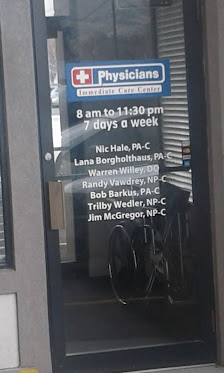 Physicians
Immediate Care Center
8 am to 11:30 pm
7 days a week
Nic Hale, PA-C
Lana Borgholthaus, PA-C
Warren Willey, DO
Randy Vawdrey, NP-C
Bob Barkus, PA-C
Trilby Wedler, NP-C
Jim McGregor, NP-C